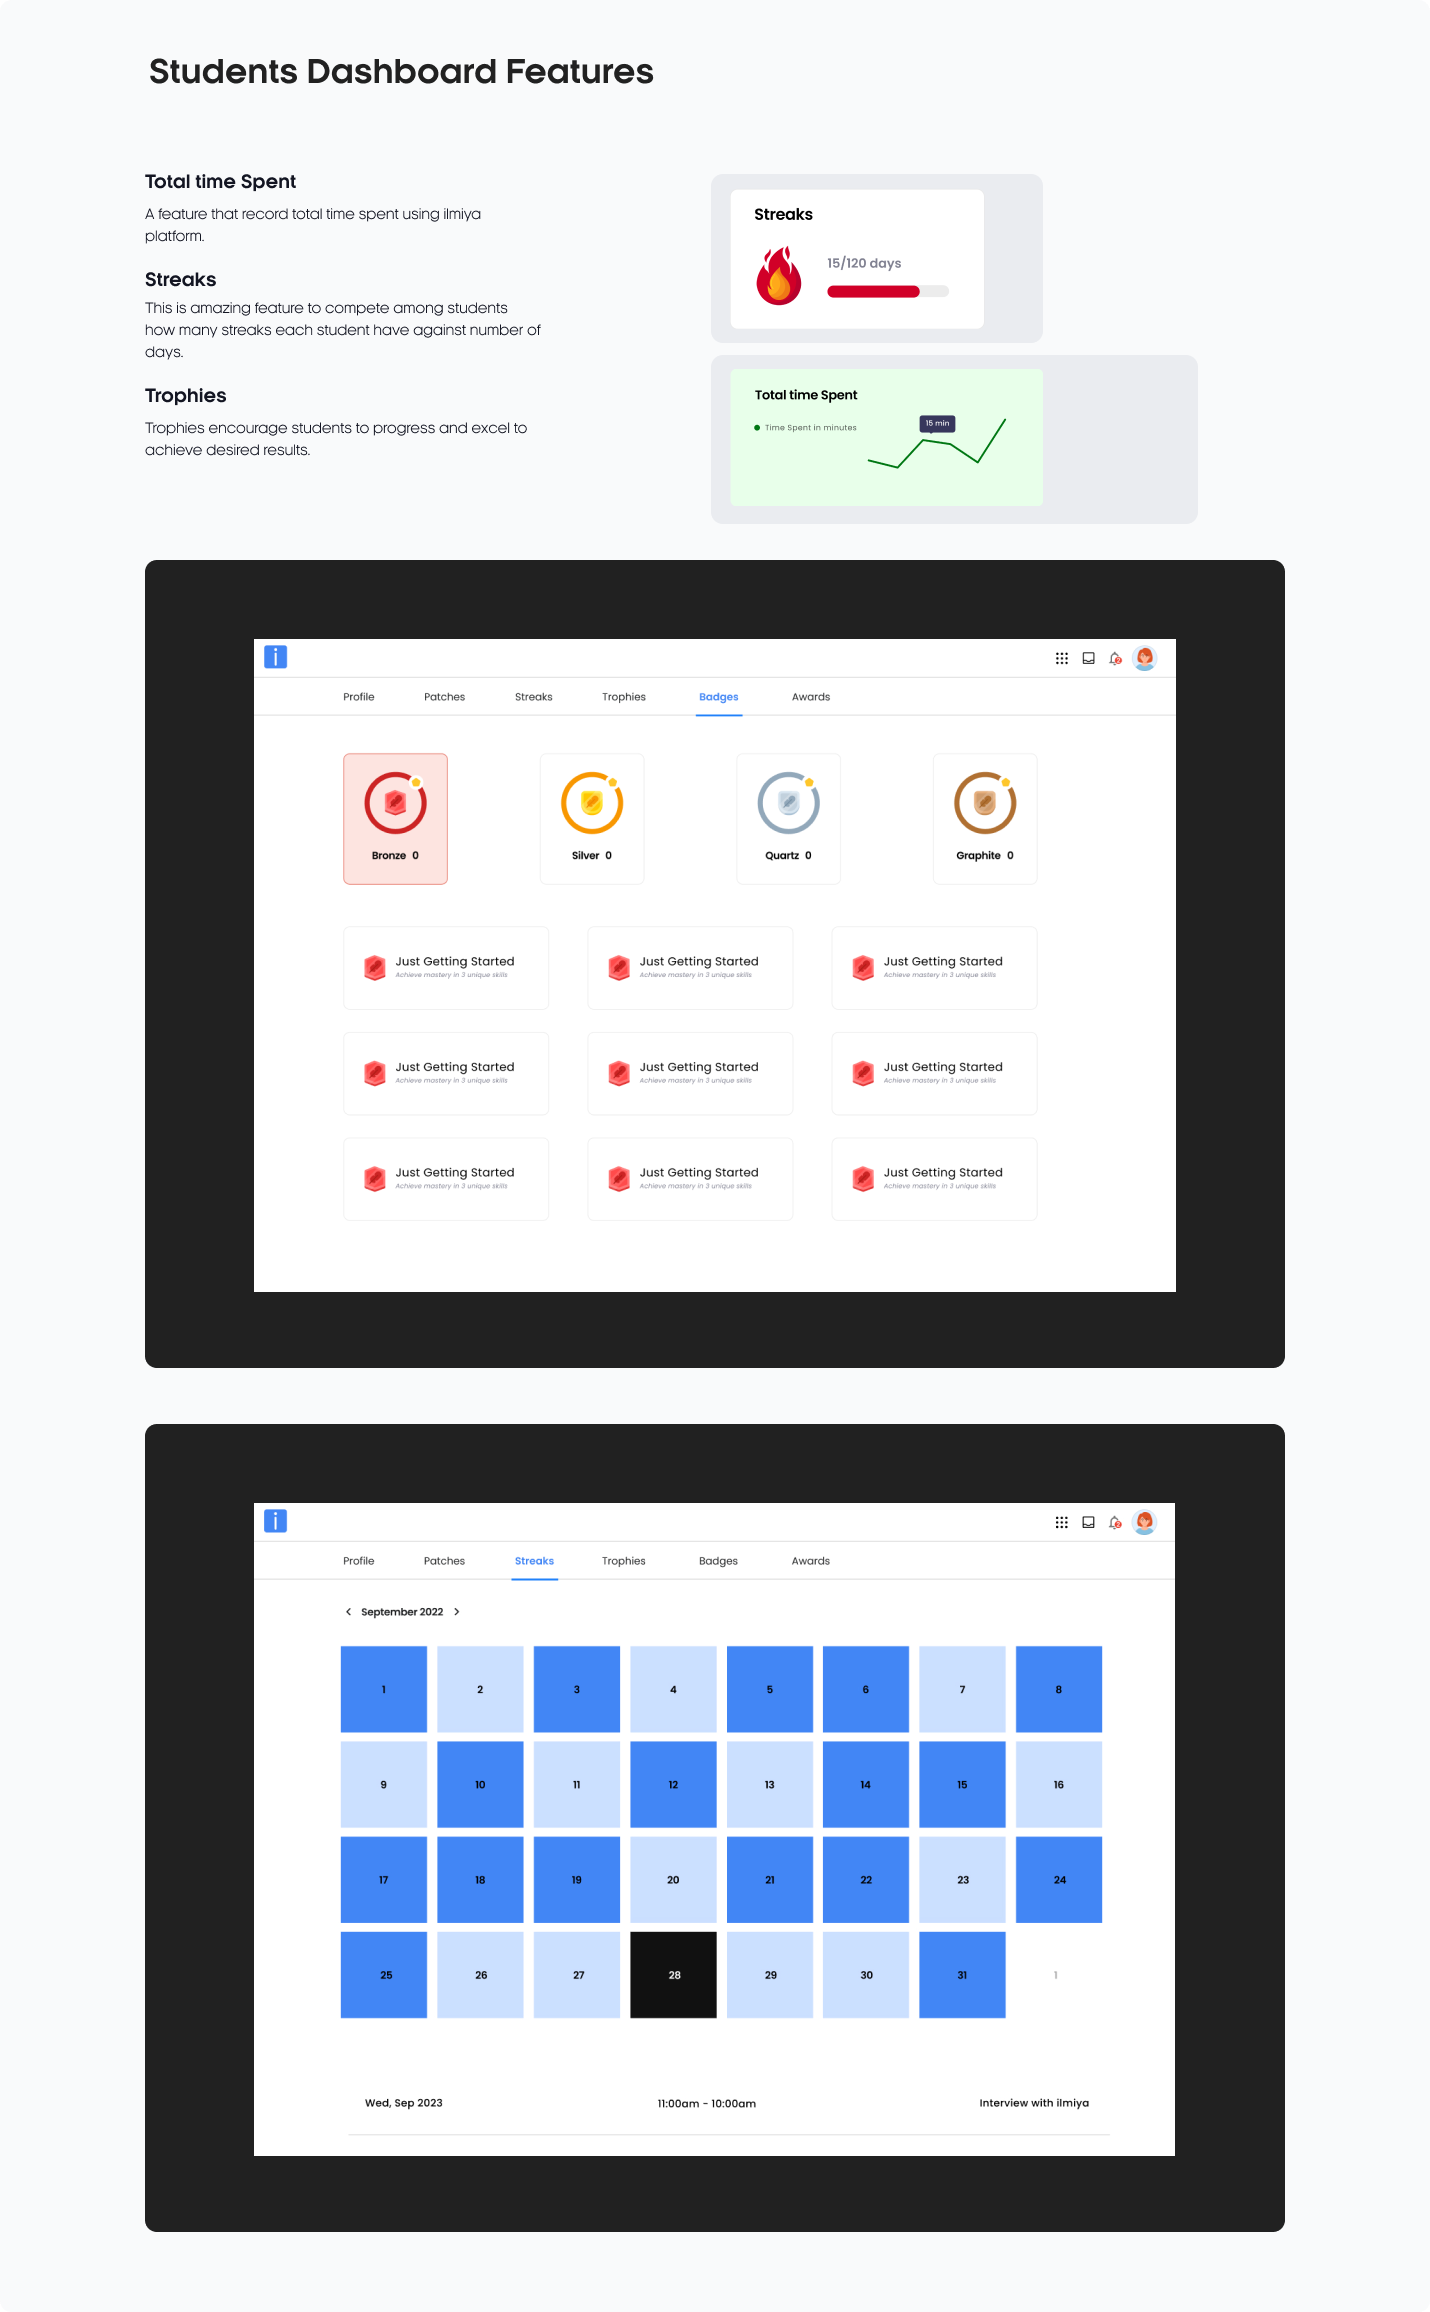 Students Dashboard Features
Total time Spent
A feature that record total time spent using ilmiya
platform.
Streaks
This is amazing feature to compete among students
how many streaks each student have against number of
days.
Trophies
Trophies encourage students to progress and excel to
achieve desired results.
Streaks
15/120 days
Total time Spent
Time Spent in minutes
15 min
i
2
Profile Patches Streaks Trophies Badges Awards
Bronze 0 Silver 0 Quartz 0 Graphite 0
Just Getting Started Just Getting Started Just Getting Started
Achieve mastery in 3 unique skills Achieve mastery in 3 unique skills Achieve mastery in 3 unique skills
Just Getting Started Just Getting Started Just Getting Started
Achieve mastery in 3 unique skills Achieve mastery in 3 unique skills Achieve mastery in 3 unique skills
Just Getting Started Just Getting Started Just Getting Started
Achieve mastery in 3 unique skills Achieve mastery in 3 unique skills Achieve mastery in 3 unique skills
i
2
Profile Patches Streaks Trophies Badges Awards
September 2022
1 2 3 4 5 6 7 8
9 10 11 12 13 14 15 16
17 18 19 20 21 22 23 24
25 26 27 28 29 30 31 1
Wed, Sep 2023 11:00am - 10:00am Interview with ilmiya